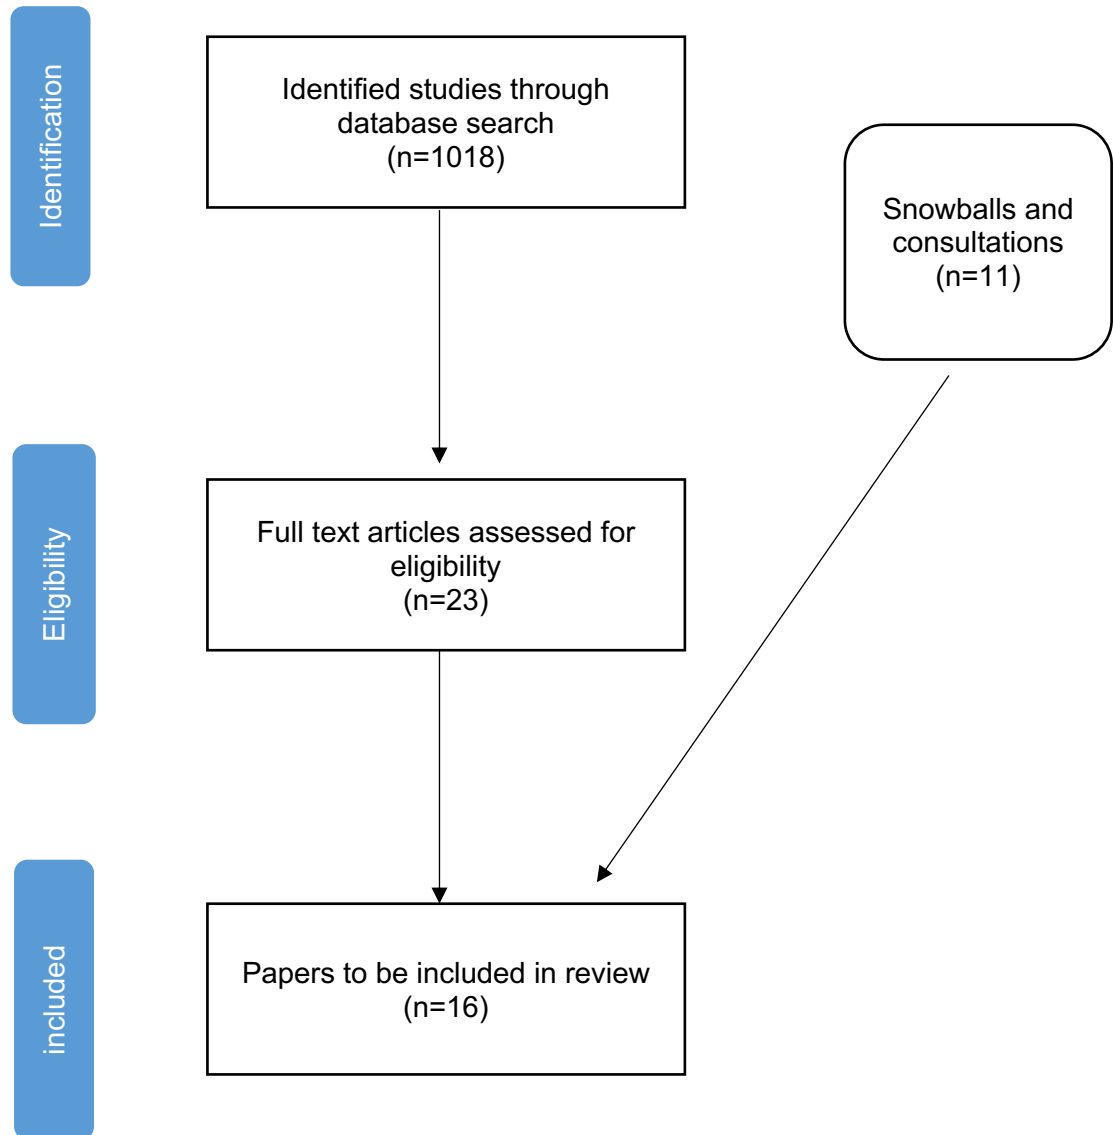 Identification
Identified studies through
database search
(n=1018)
Snowballs and
consultations
(n=11)
Eligibility
Full text articles assessed for
eligibility
(n=23)
included
Papers to be included in review
(n=16)